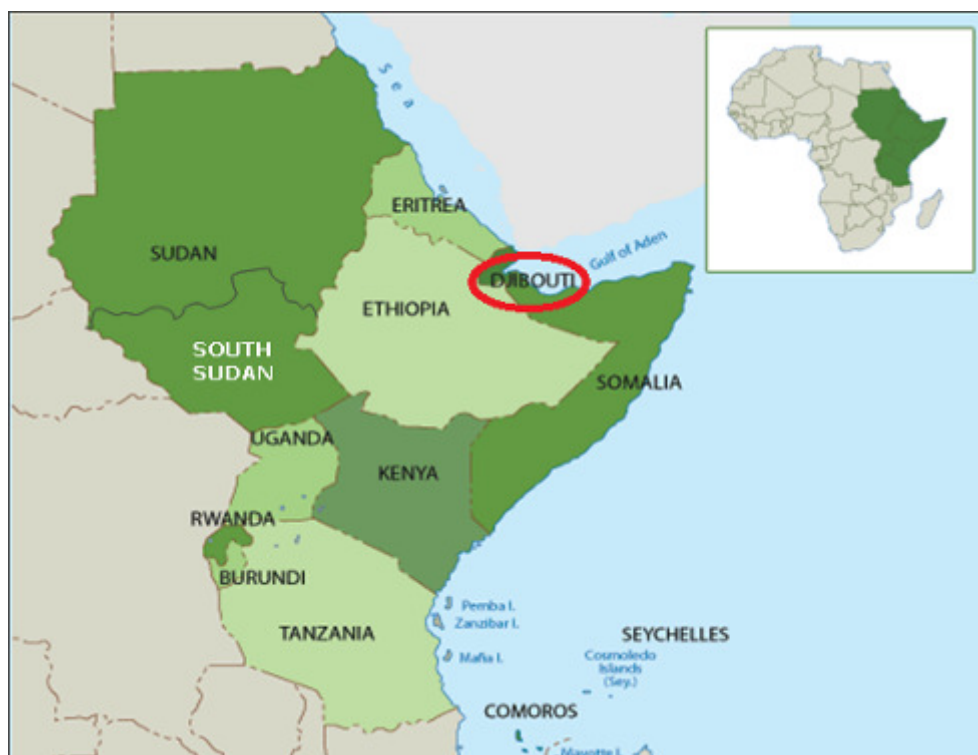 Sea
ERITREA
SUDAN
Gulf of Aden
DJIBOUTI
ETHIOPIA
SOUTH
SUDAN
SOMALIA
UGANDA
KENYA
RWANDA
BURUNDI
Pemba I.
Zanzibar I.
TANZANIA
SEYCHELLES
Mafia I.
Cosmoledo
Islands
(Sey.)
COMOROS
Mayotte I.